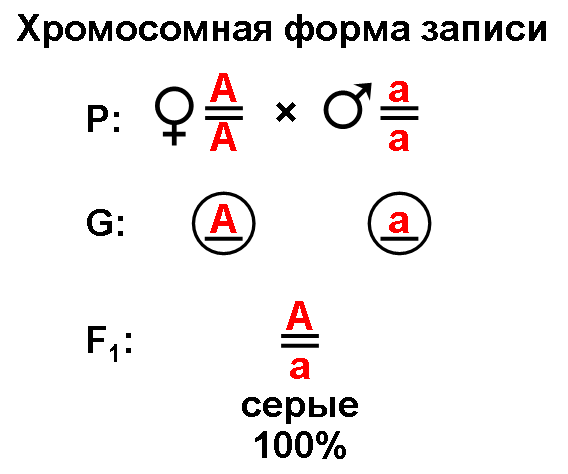 Хромосомная форма записи
P: ♀ A/A × ♂ a/a
G: A a
F₁: A/a
серые
100%